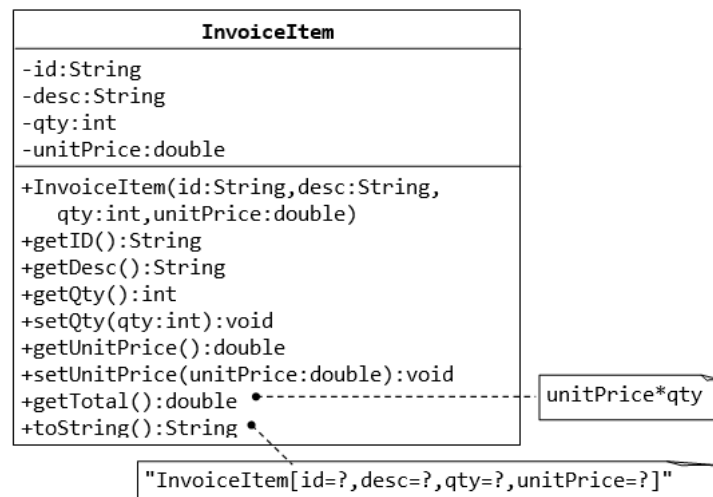 InvoiceItem
-id:String
-desc:String
-qty:int
-unitPrice:double
+InvoiceItem(id:String,desc:String,
qty:int,unitPrice:double)
+getID():String
+getDesc():String
+getQty():int
+setQty(qty:int):void
+getUnitPrice():double
+setUnitPrice(unitPrice:double):void
+getTotal():double
unitPrice*qty
+toString():String
"InvoiceItem[id=?,desc=?,qty=?,unitPrice=?]"